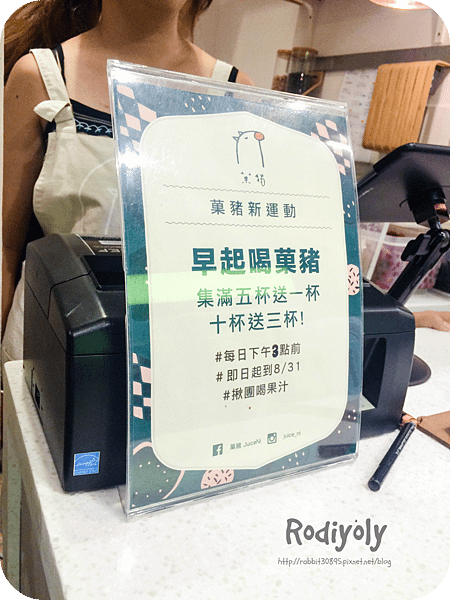 菓豬
菓豬新運動
早起喝菓豬
集滿五杯送一杯
十杯送三杯!
#每日下午3點前
#即日起到8/31
#揪團喝果汁
菓豬 JuiceNi juice_ni
Rodiyoly
http://rabbit30895.pixnet.net/blog